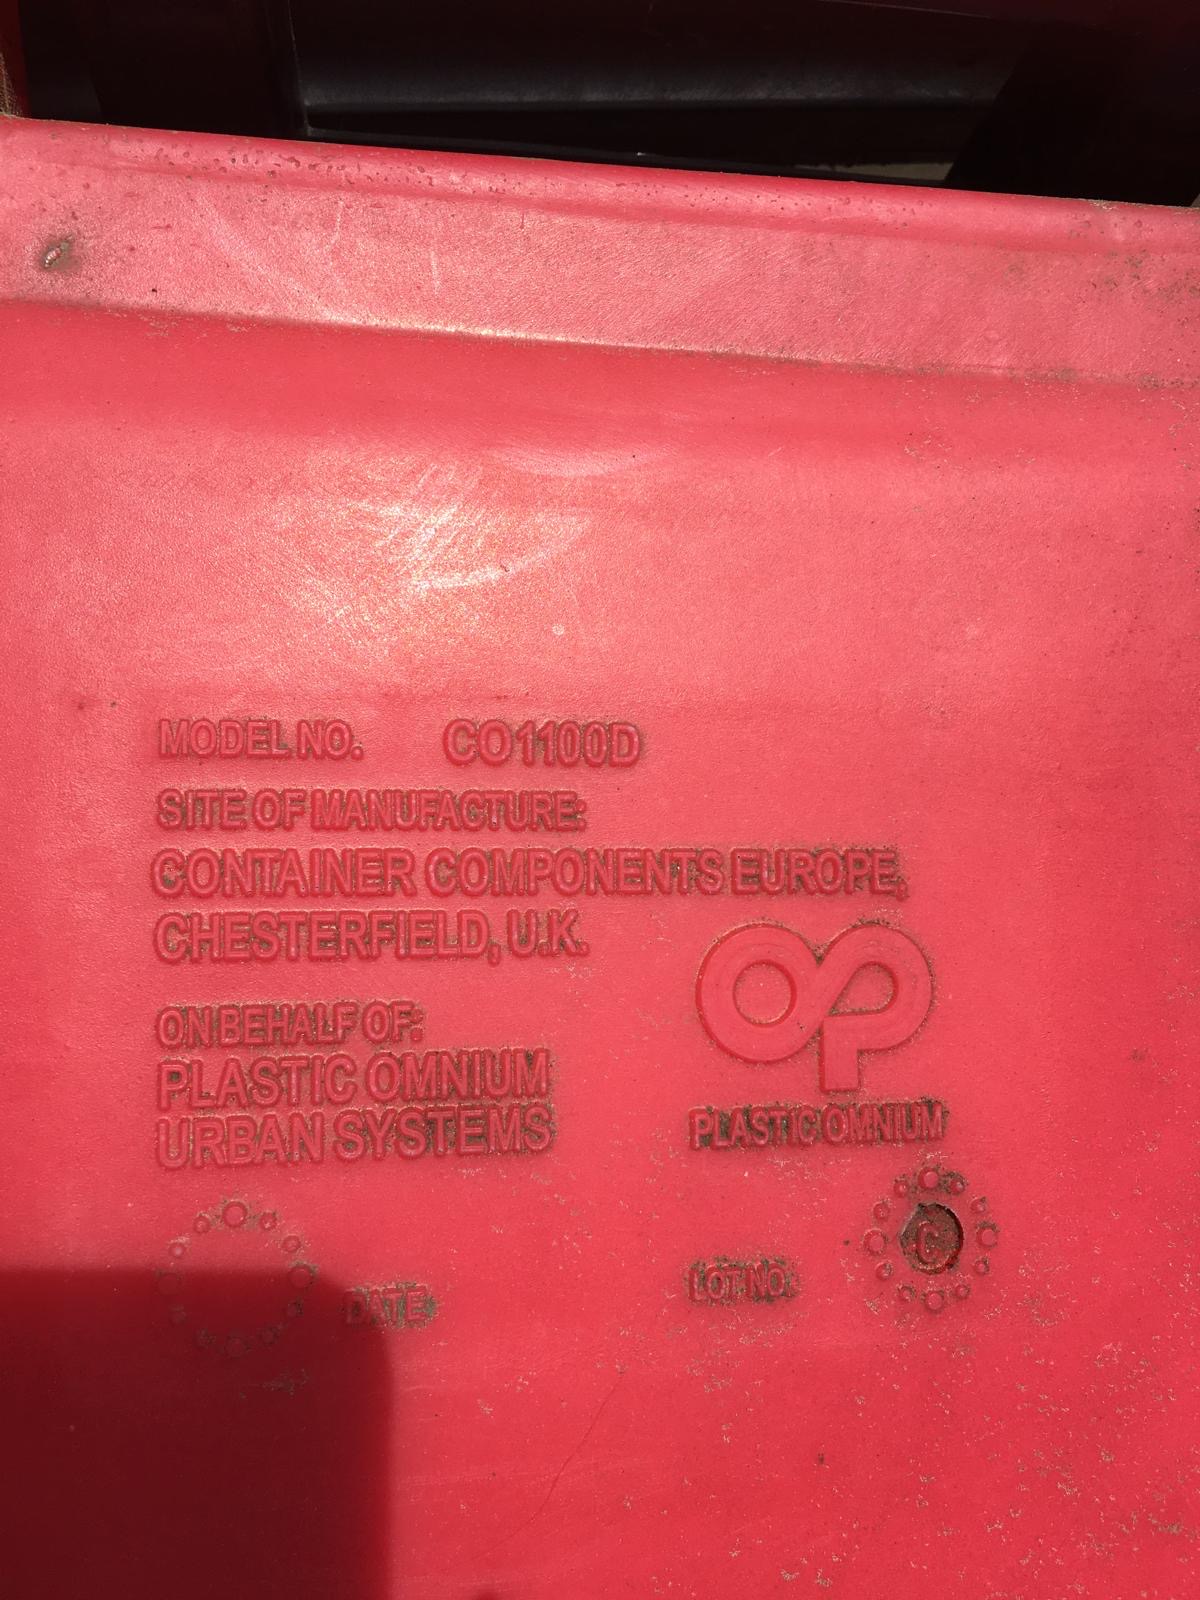 MODEL NO. CO1100D
SITE OF MANUFACTURE:
CONTAINER COMPONENTS EUROPE,
CHESTERFIELD, U.K.
ON BEHALF OF:
PLASTIC OMNIUM
URBAN SYSTEMS
OP
PLASTIC OMNIUM
DATE
LOT NO.
C